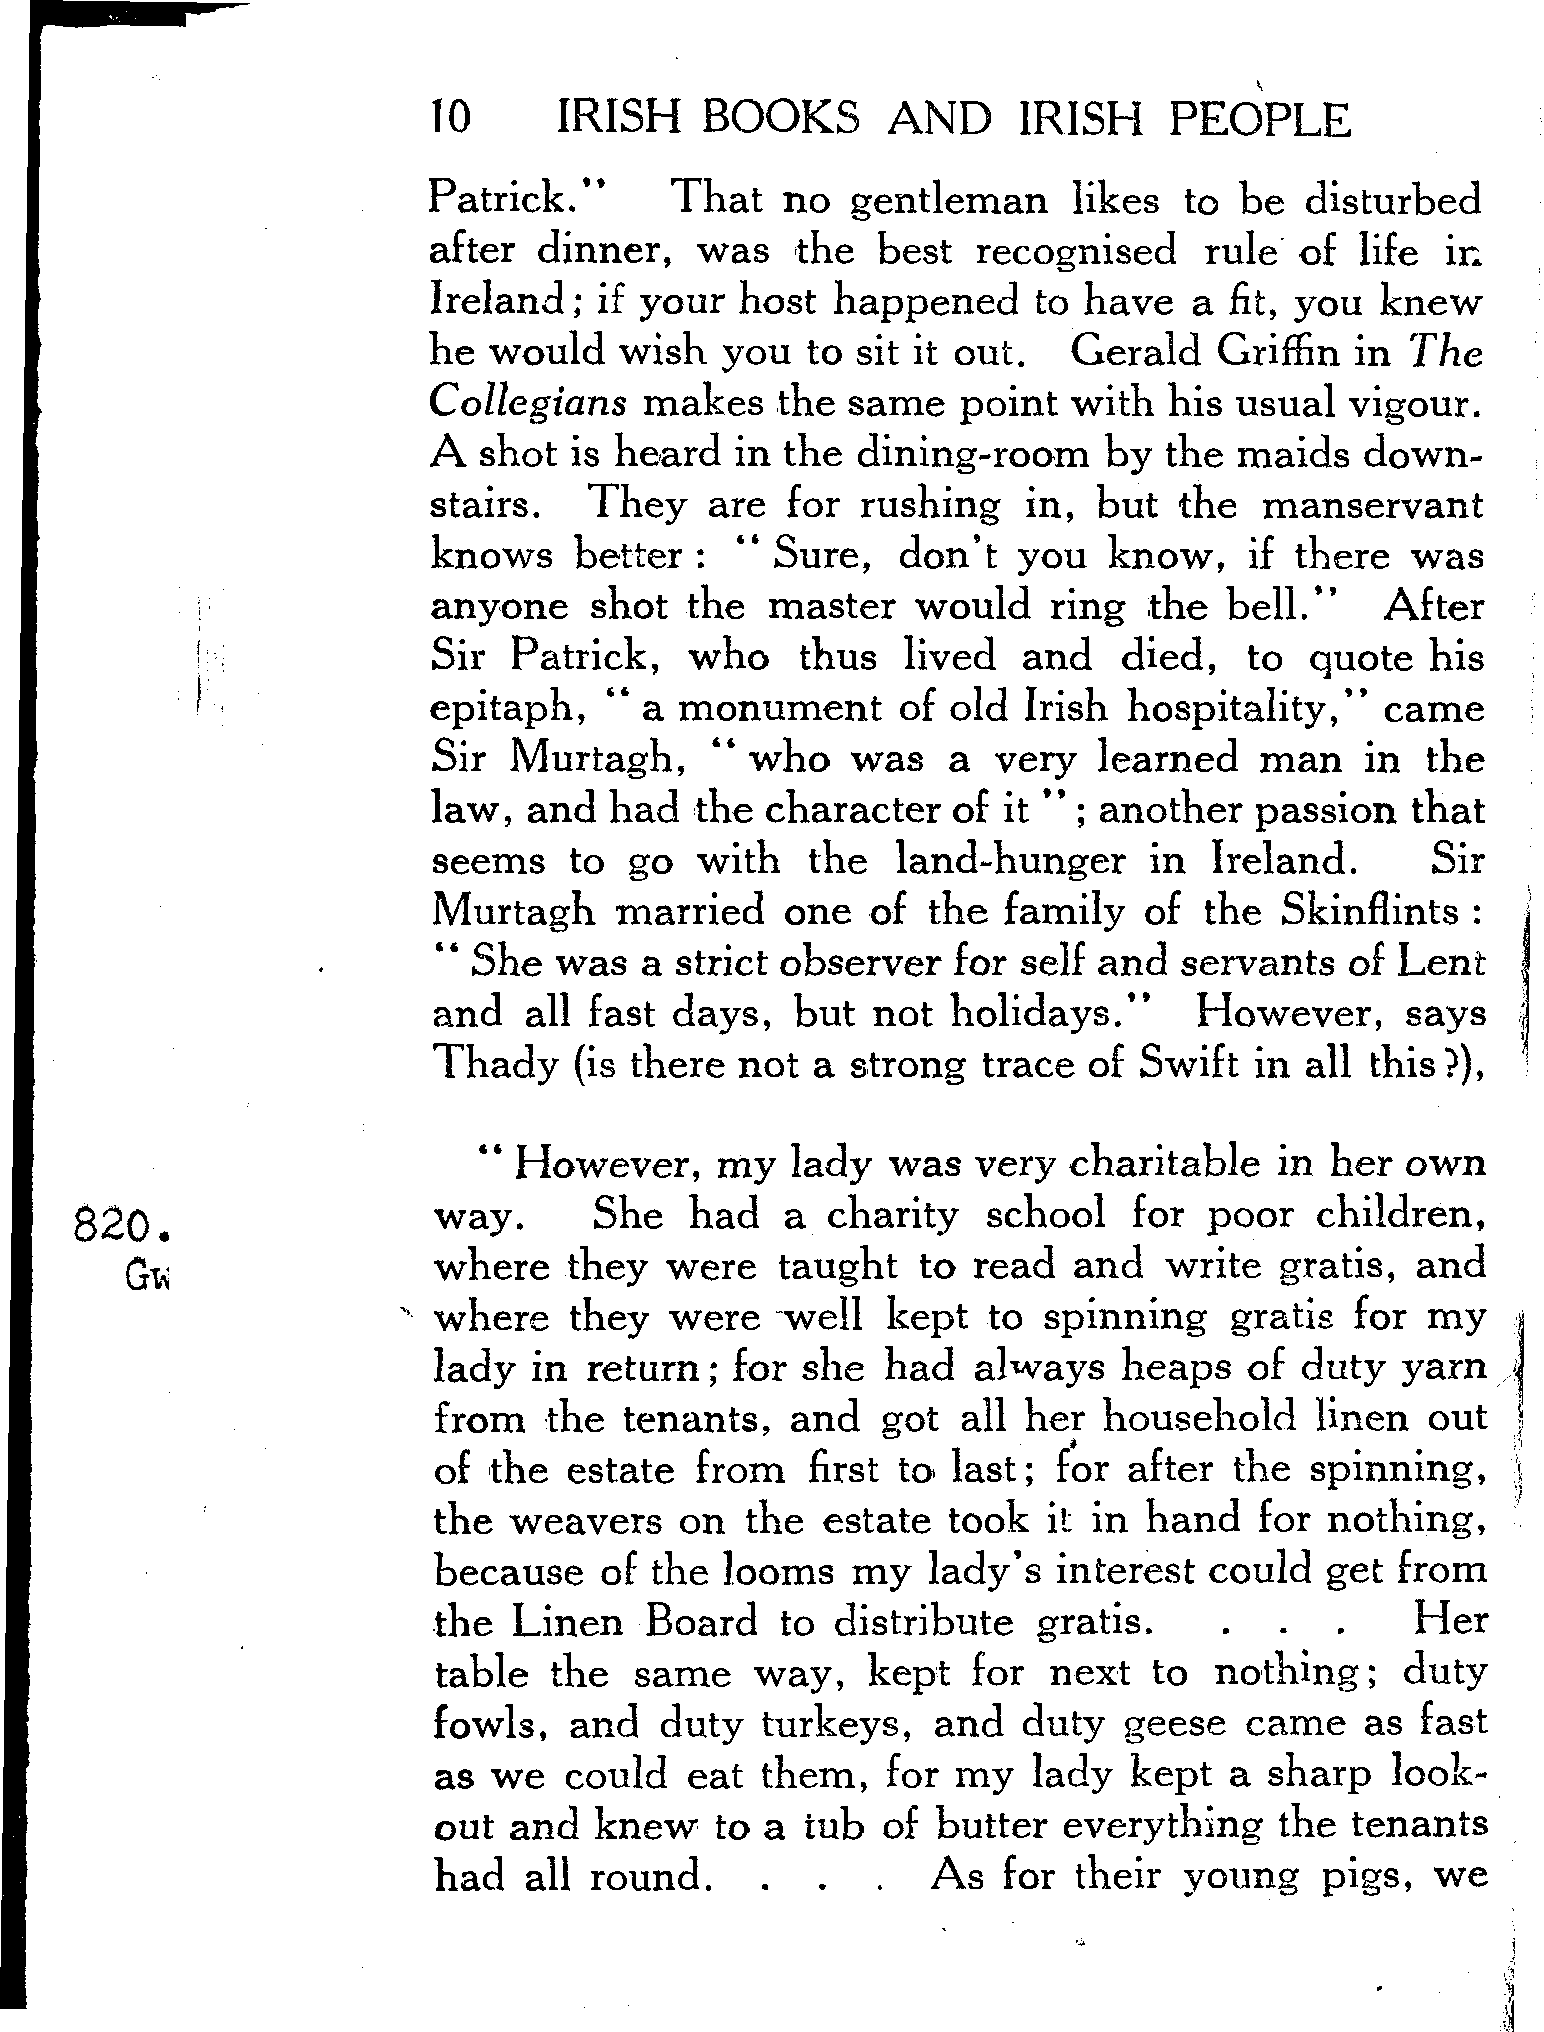 10 IRISH BOOKS AND IRISH PEOPLE
Patrick." That no gentleman likes to be disturbed
after dinner, was the best recognised rule of life in
Ireland; if your host happened to have a fit, you knew
he would wish you to sit it out. Gerald Griffin in The
Collegians makes the same point with his usual vigour.
A shot is heard in the dining-room by the maids down-
stairs. They are for rushing in, but the manservant
knows better: "Sure, don't you know, if there was
anyone shot the master would ring the bell." After
Sir Patrick, who thus lived and died, to quote his
epitaph, "a monument of old Irish hospitality," came
Sir Murtagh, "who was a very learned man in the
law, and had the character of it"; another passion that
seems to go with the land-hunger in Ireland. Sir
Murtagh married one of the family of the Skinflints:
"She was a strict observer for self and servants of Lent
and all fast days, but not holidays." However, says
Thady (is there not a strong trace of Swift in all this?),
"However, my lady was very charitable in her own
way. She had a charity school for poor children,
where they were taught to read and write gratis, and
where they were well kept to spinning gratis for my
lady in return; for she had always heaps of duty yarn
from the tenants, and got all her household linen out
of the estate from first to last; for after the spinning,
the weavers on the estate took it in hand for nothing,
because of the looms my lady's interest could get from
the Linen Board to distribute gratis. . . . Her
table the same way, kept for next to nothing; duty
fowls, and duty turkeys, and duty geese came as fast
as we could eat them, for my lady kept a sharp look-
out and knew to a tub of butter everything the tenants
had all round. . . . As for their young pigs, we
820.
Gw